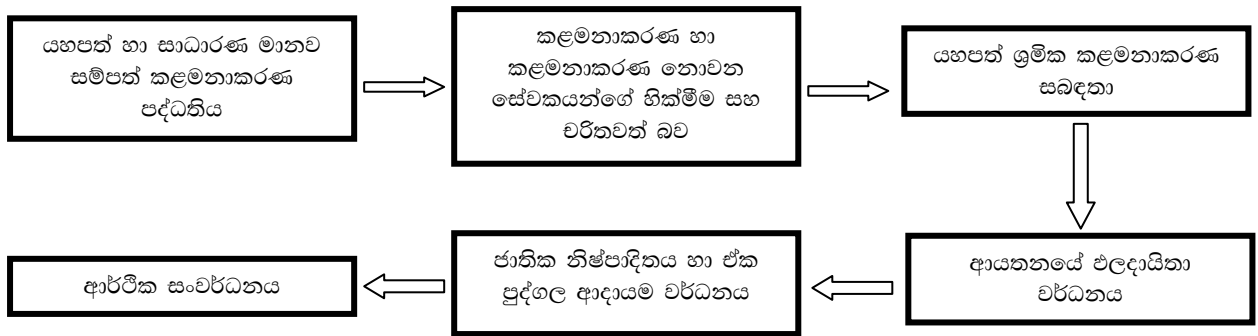 යහපත් හා සාධාරණ මානව
සම්පත් කළමනාකරණ
පද්ධතිය
කළමනාකරණ හා
කළමනාකරණ නොවන
සේවකයන්ගේ හික්මීම සහ
චරිතවත් බව
යහපත් ශ්‍රමික කළමනාකරණ
සබඳතා
ආයතනයේ ඵලදායිතා
වර්ධනය
ජාතික නිෂ්පාදිතය හා ඒක
පුද්ගල ආදායම වර්ධනය
ආර්ථික සංවර්ධනය